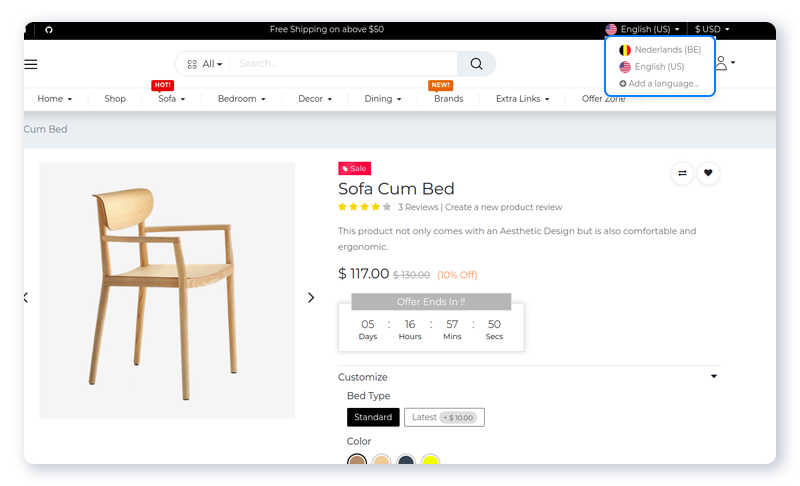 Free Shipping on above $50
English (US)
$ USD
Nederlands (BE)
English (US)
Add a language...
All
Search...
HOT!
NEW!
Home
Shop
Sofa
Bedroom
Decor
Dining
Brands
Extra Links
Offer Zone
Cum Bed
Sale
Sofa Cum Bed
3 Reviews | Create a new product review
This product not only comes with an Aesthetic Design but is also comfortable and
ergonomic.
$ 117.00 $ 130.00 (10% Off)
Offer Ends In !!
05 : 16 : 57 : 50
Days Hours Mins Secs
Customize
Bed Type
Standard
Latest + $ 10.00
Color